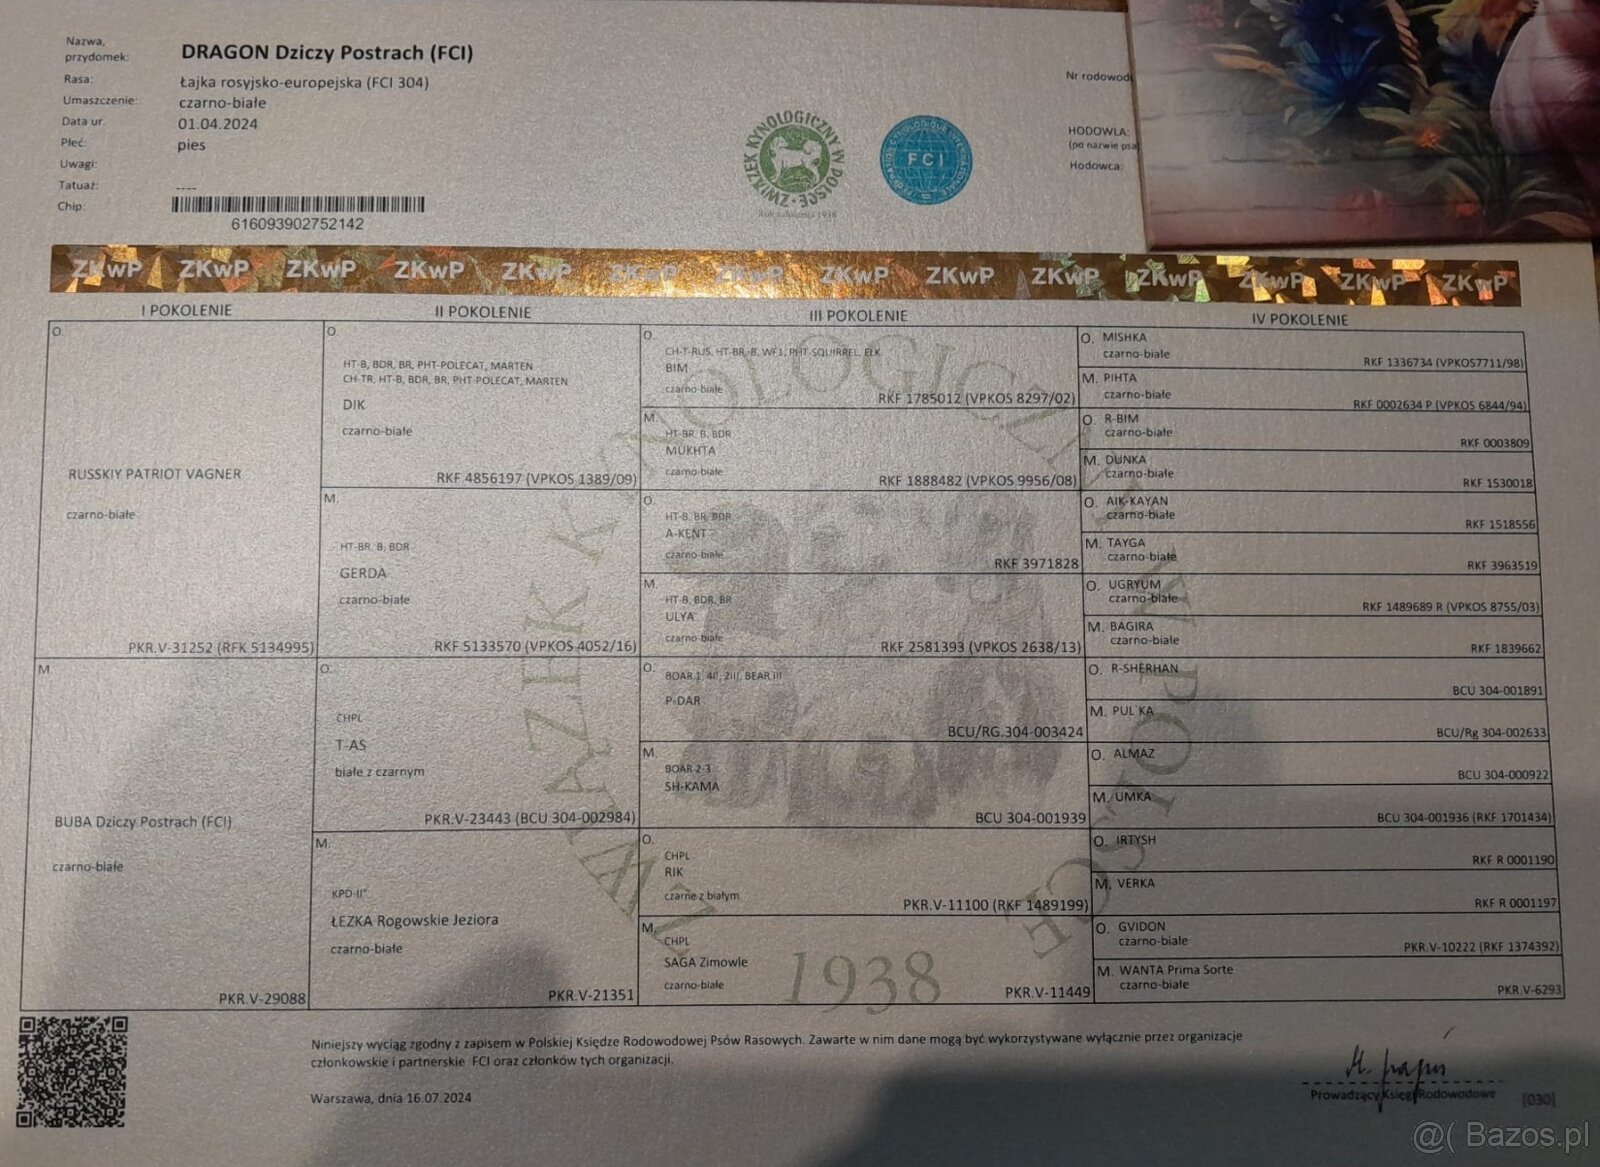 Nazwa,
przydomek: DRAGON Dziczy Postrach (FCI)
Rasa: Łajka rosyjsko-europejska (FCI 304)
Umaszczenie: czarno-białe
Data ur. 01.04.2024
Płeć: pies
Uwagi:
Tatuaż: ----
Chip:
616093902752142
ZWIĄZEK KYNOLOGICZNY W POLSCE
Rok założenia 1938
FCI
Nr rodowod
HODOWLA:
(po nazwie psa
Hodowca:
ZKwP ZKwP ZKwP ZKwP ZKwP ZKwP ZKwP ZKwP ZKwP ZKwP ZKwP ZKwP ZKwP ZKwP
I POKOLENIE
O.
RUSSKIY PATRIOT VAGNER
czarno-białe
PKR.V-31252 (RFK 5134995)
M.
BUBA Dziczy Postrach (FCI)
czarno-białe
PKR.V-29088
II POKOLENIE
O.
HT-B, BDR, BR, PHT-POLECAT, MARTEN
CH-TR, HT-B, BDR, BR, PHT-POLECAT, MARTEN
DIK
czarno-białe
RKF 4856197 (VPKOS 1389/09)
M.
HT-BR, B, BDR
GERDA
czarno-białe
RKF 5133570 (VPKOS 4052/16)
O.
CHPL
T-AS
białe z czarnym
PKR.V-23443 (BCU 304-002984)
M.
KPD-II°
ŁEZKA Rogowskie Jeziora
czarno-białe
PKR.V-21351
III POKOLENIE
O.
CH-T-RUS, HT-BR, B, WF1, PHT-SQUIRREL, ELK
BIM
czarno-białe
RKF 1785012 (VPKOS 8297/02)
M.
HT-BR, B, BDR
MUKHTA
czarno-białe
RKF 1888482 (VPKOS 9956/08)
O.
HT-B, BR, BDR
A-KENT
czarno-białe
RKF 3971828
M.
HT-B, BDR, BR
ULYA
czarno-białe
RKF 2581393 (VPKOS 2638/13)
O.
BOAR 1, 4II, 2III, BEAR III
P-DAR
BCU/RG.304-003424
M.
BOAR 2-3
SH-KAMA
BCU 304-001939
O.
CHPL
RIK
czarne z białym
PKR.V-11100 (RKF 1489199)
M.
CHPL
SAGA Zimowle
czarno-białe
PKR.V-11449
IV POKOLENIE
O. MISHKA
czarno-białe
RKF 1336734 (VPKOS7711/98)
M. PIHTA
czarno-białe
RKF 0002634 P (VPKOS 6844/94)
O. R-BIM
czarno-białe
RKF 0003809
M. DUNKA
czarno-białe
RKF 1530018
O. AIK-KAYAN
czarno-białe
RKF 1518556
M. TAYGA
czarno-białe
RKF 3963519
O. UGRYUM
czarno-białe
RKF 1489689 R (VPKOS 8755/03)
M. BAGIRA
czarno-białe
RKF 1839662
O. R-SHERHAN
BCU 304-001891
M. PUL'KA
BCU/Rg 304-002633
O. ALMAZ
BCU 304-000922
M. UMKA
BCU 304-001936 (RKF 1701434)
O. IRTYSH
RKF R 0001190
M. VERKA
RKF R 0001197
O. GVIDON
czarno-białe
PKR.V-10222 (RKF 1374392)
M. WANTA Prima Sorte
czarno-białe
PKR.V-6293
ZWIĄZEK KYNOLOGICZNY W POLSCE
1938
Niniejszy wyciąg zgodny z zapisem w Polskiej Księdze Rodowodowej Psów Rasowych. Zawarte w nim dane mogą być wykorzystywane wyłącznie przez organizacje
członkowskie i partnerskie FCI oraz członków tych organizacji.
Warszawa, dnia 16.07.2024
Prowadzący Księgi Rodowodowe
[030]
@( Bazos.pl